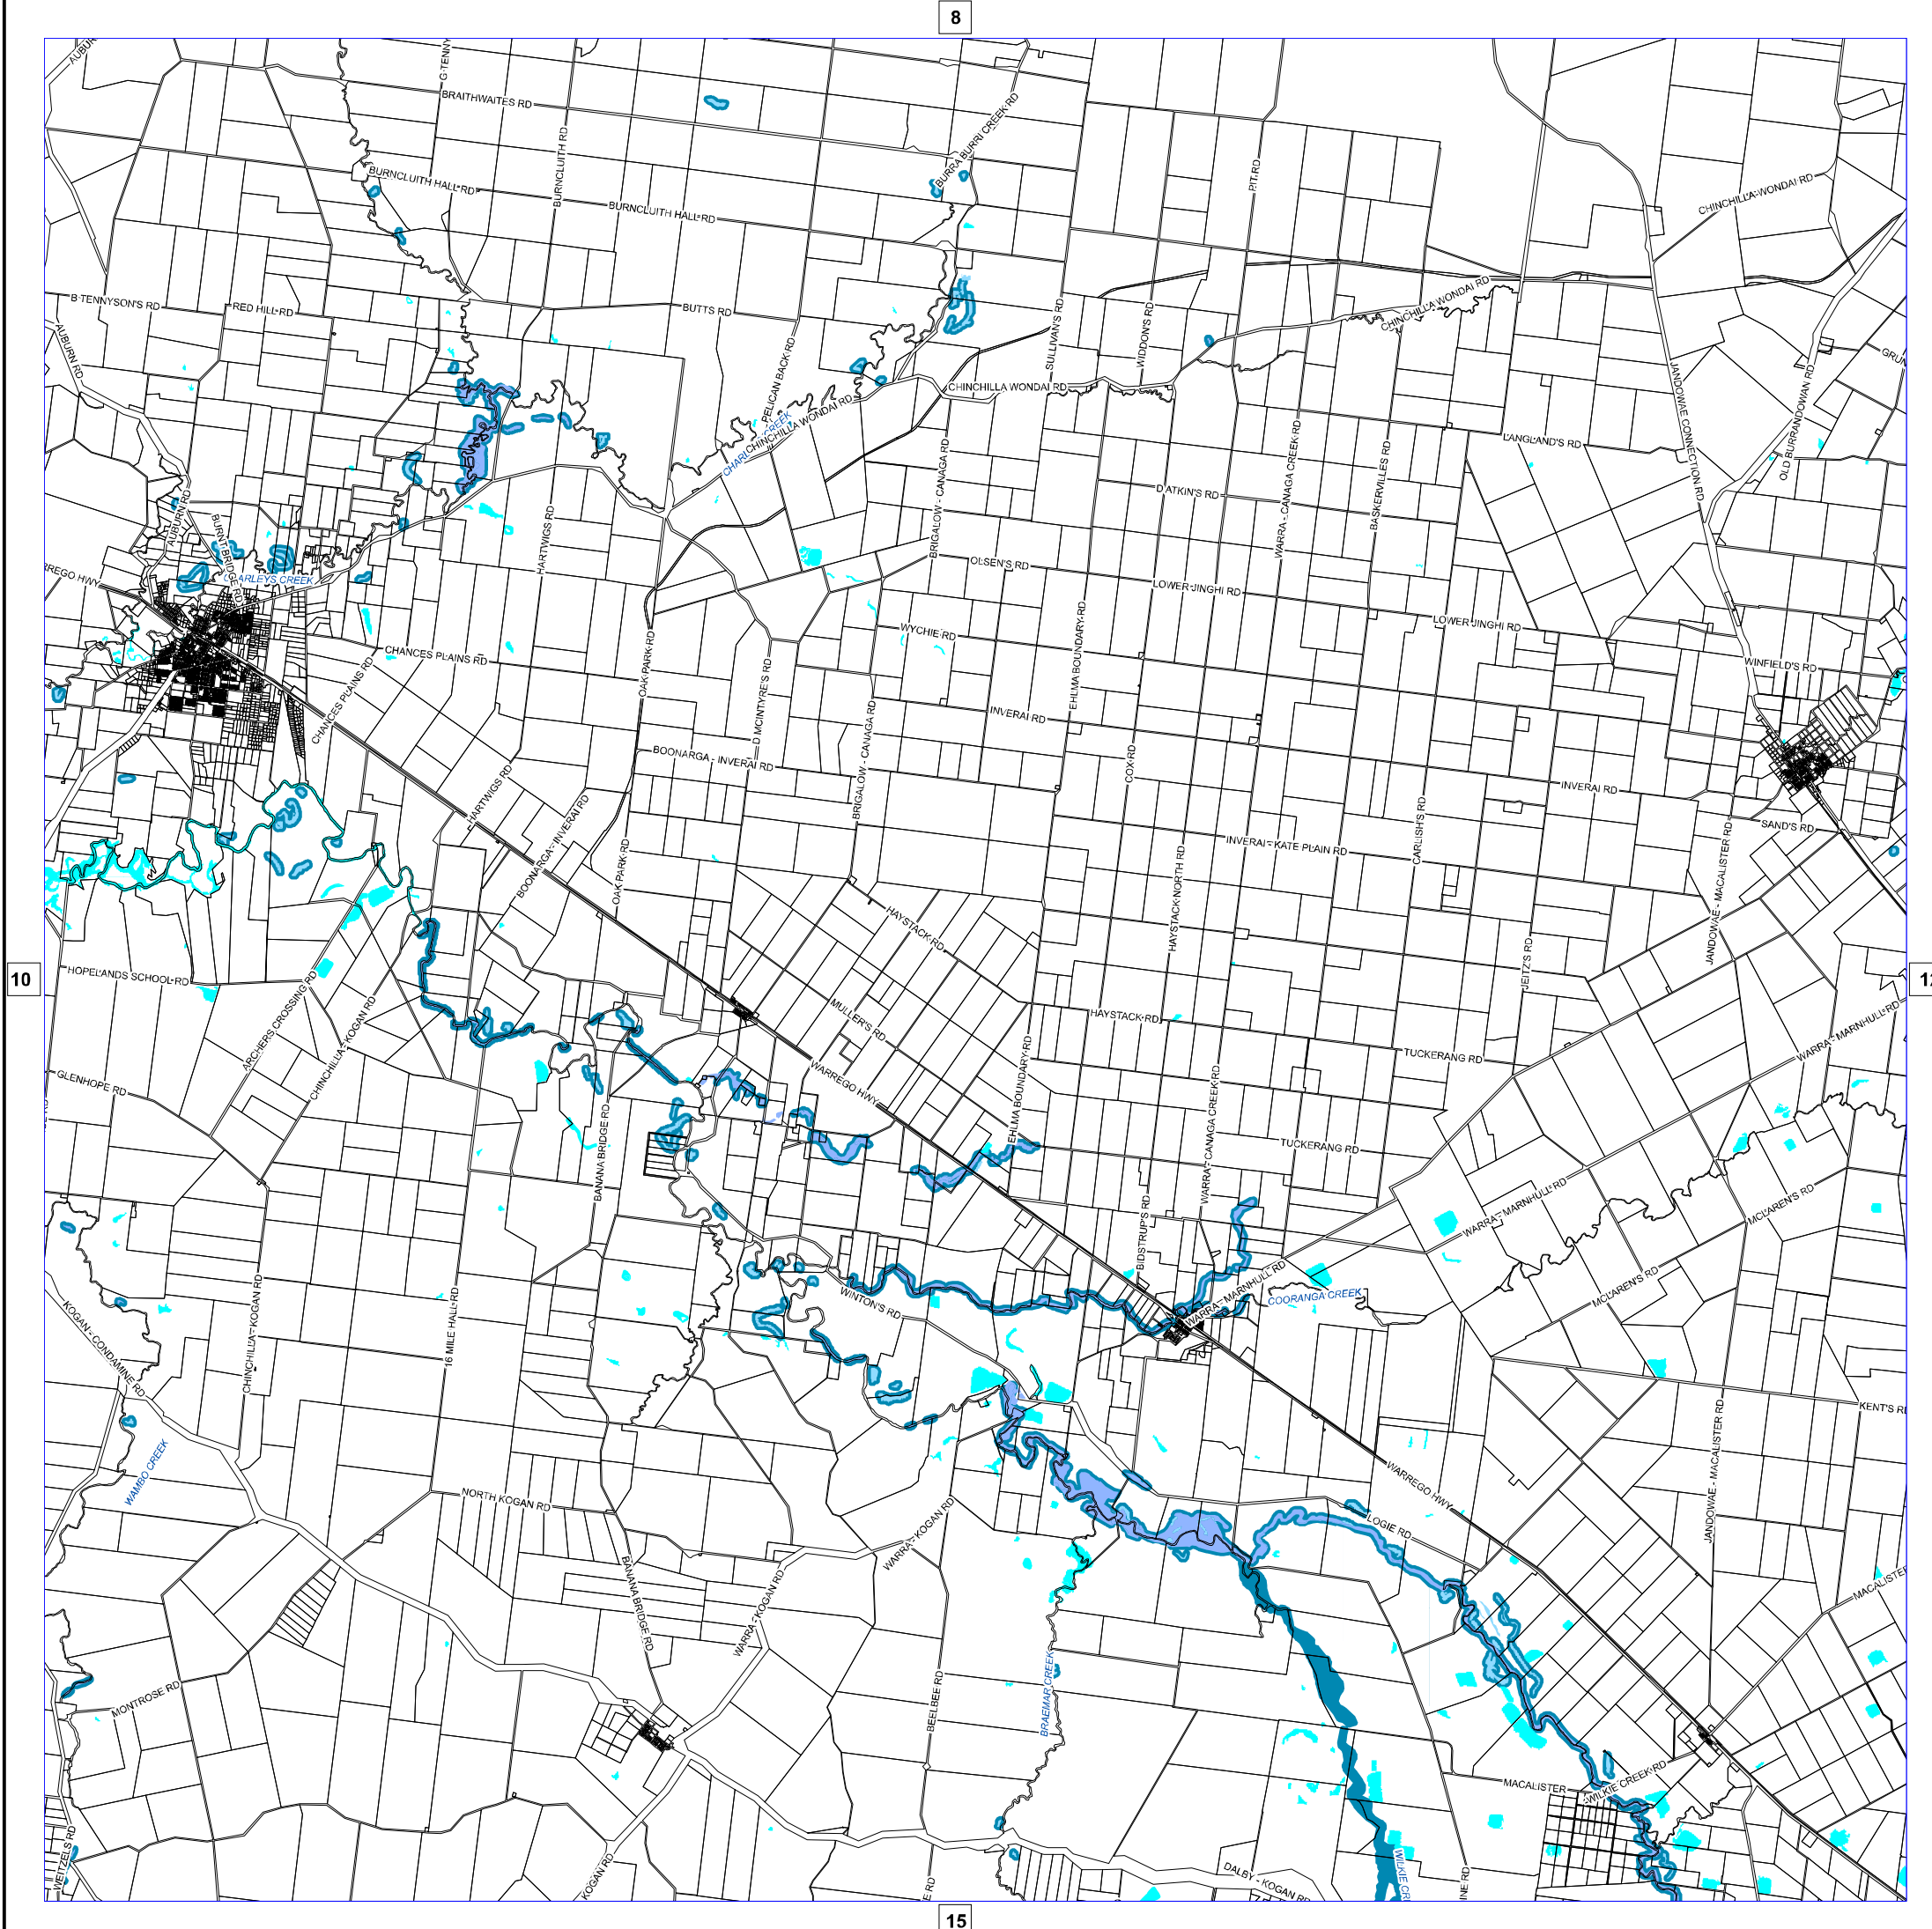 8
G TENNY
BRAITHWAITES RD
BURRA BURRI CREEK RD
BURNCLUITH RD
PIT RD
BURNCLUITH HALL RD
BURNCLUITH HALL RD
CHINCHILLA-WONDAI RD
B TENNYSON'S RD
RED HILL RD
BUTTS RD
SULLIVAN'S RD
WIDDON'S RD
CHINCHILLA WONDAI RD
AUBURN RD
PELICAN BACK RD
CHINCHILLA WONDAI RD
CHINCHILLA WONDAI RD
CREEK
JANDOWAE CONNECTION RD
OLD BURRANDOWAN RD
LANGLAND'S RD
BRIGALOW - CANAGA RD
D ATKIN'S RD
WARRA - CANAGA CREEK RD
BASKERVILLES RD
AUBURN RD
BURNT BRIDGE RD
HARTWIGS RD
OLSEN'S RD
LOWER JINGHI RD
LOWER JINGHI RD
REGO HWY
ARLEYS CREEK
WYCHIE RD
EHLMA BOUNDARY RD
CHANCES PLAINS RD
CHANCES PLAINS RD
OAK PARK RD
D MCINTYRE'S RD
BRIGALOW - CANAGA RD
INVERAI RD
WINFIELD'S RD
BOONARGA - INVERAI RD
COX RD
INVERAI RD
HARTWIGS RD
BOONARGA - INVERAI RD
OAK PARK RD
HAYSTACK NORTH RD
INVERAI - KATE PLAIN RD
CARLISH'S RD
SAND'S RD
JANDOWAE - MACALISTER RD
HAYSTACK RD
JEITZ'S RD
10
HOPELANDS SCHOOL RD
ARCHERS CROSSING RD
CHINCHILLA - KOGAN RD
MULLER'S RD
HAYSTACK RD
TUCKERANG RD
WARRA - MARNHULL RD
GLENHOPE RD
WARREGO HWY
EHLMA BOUNDARY RD
WARRA - CANAGA CREEK RD
BANANA BRIDGE RD
TUCKERANG RD
BIDSTRUP'S RD
WARRA - MARNHULL RD
MCLAREN'S RD
MCLAREN'S RD
WARRA - MARNHULL RD
COORANGA CREEK
WINTON'S RD
KOGAN - CONDAMINE RD
CHINCHILLA - KOGAN RD
16 MILE HALL RD
JANDOWAE - MACALISTER RD
WAMBO CREEK
NORTH KOGAN RD
WARREGO HWY
LOGIE RD
WARRA - KOGAN RD
BANANA BRIDGE RD
WARRA - KOGAN RD
MONTROSE RD
BEELBEE RD
BRAEMAR CREEK
MACALISTER
-WILKIE CREEK RD
WEITZELS RD
KOGAN RD
DALBY - KOGAN RD
15